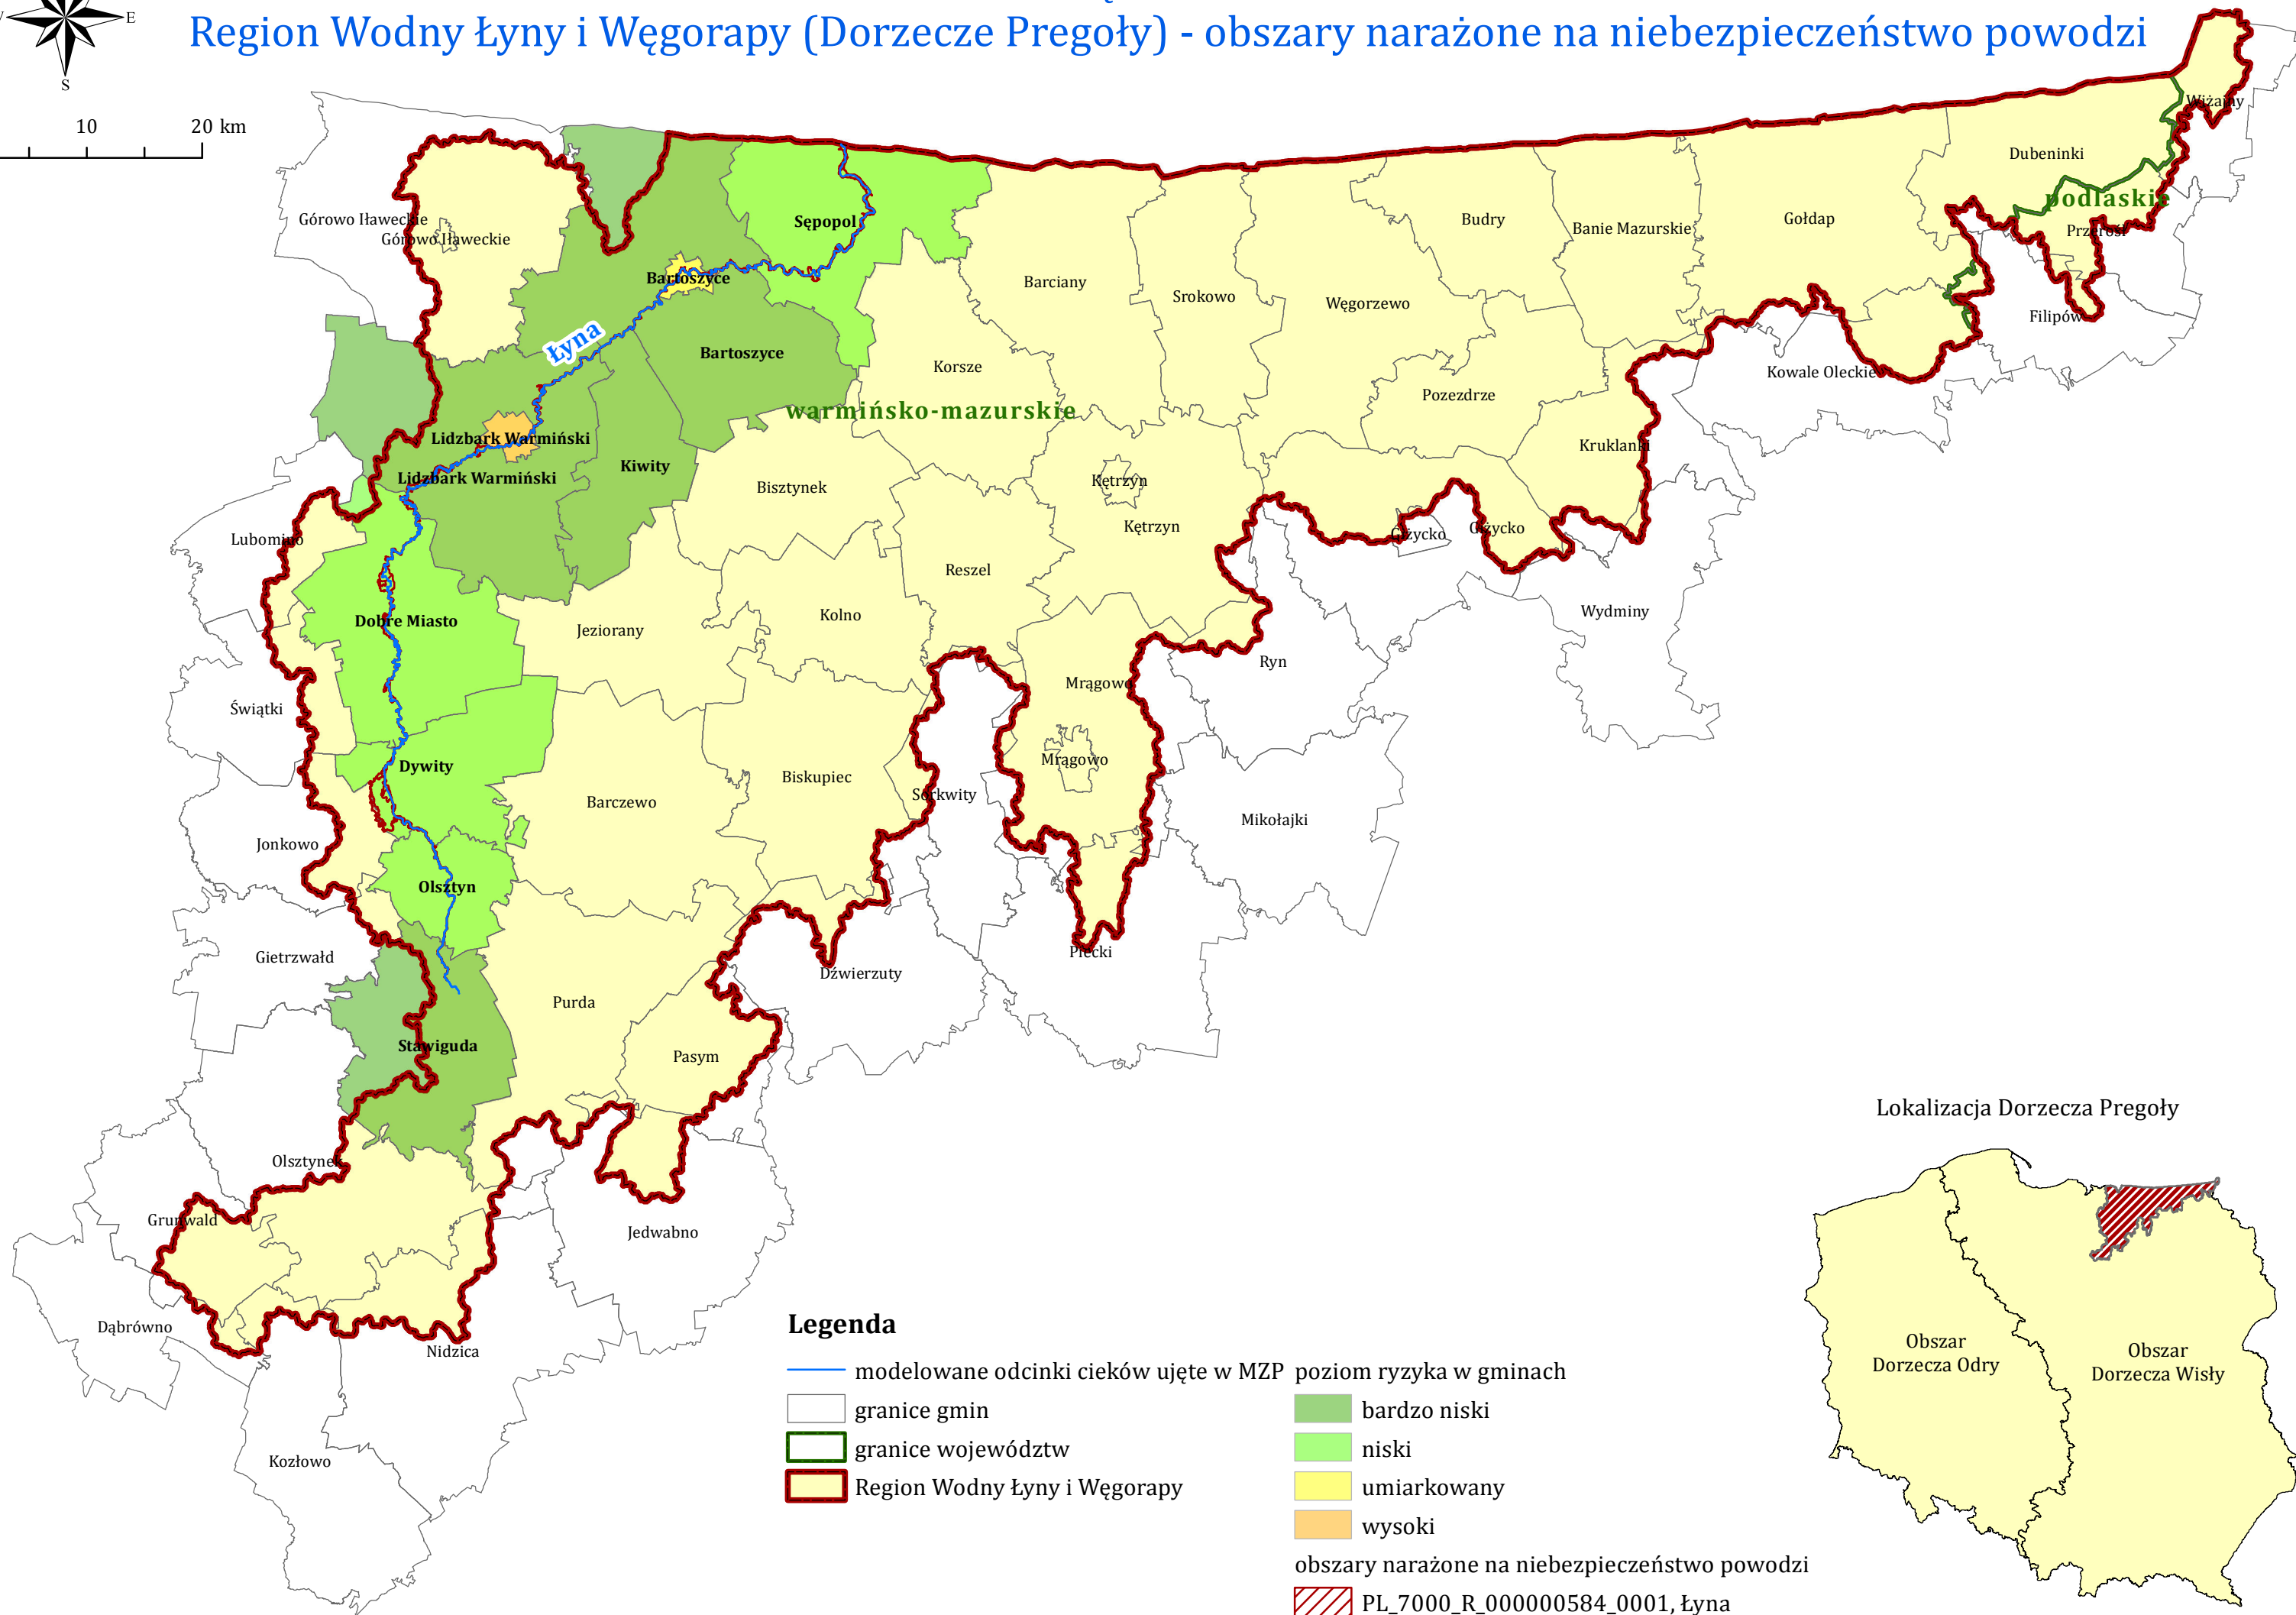 Region Wodny Łyny i Węgorapy (Dorzecze Pregoły) - obszary narażone na niebezpieczeństwo powodzi
E
S
10
20 km
Wiżajny
Dubeninki
podlaskie
Przerośl
Górowo Iławeckie
Górowo Iławeckie
Sępopol
Budry
Banie Mazurskie
Gołdap
Bartoszyce
Barciany
Srokowo
Węgorzewo
Filipów
Łyna
Bartoszyce
Korsze
Kowale Oleckie
Pozezdrze
warmińsko-mazurskie
Lidzbark Warmiński
Kruklanki
Lidzbark Warmiński
Kiwity
Bisztynek
Kętrzyn
Kętrzyn
Giżycko
Giżycko
Lubomino
Reszel
Wydminy
Dobre Miasto
Jeziorany
Kolno
Ryn
Mrągowo
Świątki
Dywity
Mrągowo
Biskupiec
Barczewo
Sorkwity
Mikołajki
Jonkowo
Olsztyn
Gietrzwałd
Piecki
Dźwierzuty
Purda
Stawiguda
Pasym
Olsztynek
Grunwald
Jedwabno
Dąbrówno
Nidzica
Kozłowo
Lokalizacja Dorzecza Pregoły
Obszar
Dorzecza Odry
Obszar
Dorzecza Wisły
Legenda
modelowane odcinki cieków ujęte w MZP
granice gmin
granice województw
Region Wodny Łyny i Węgorapy
poziom ryzyka w gminach
bardzo niski
niski
umiarkowany
wysoki
obszary narażone na niebezpieczeństwo powodzi
PL_7000_R_000000584_0001, Łyna